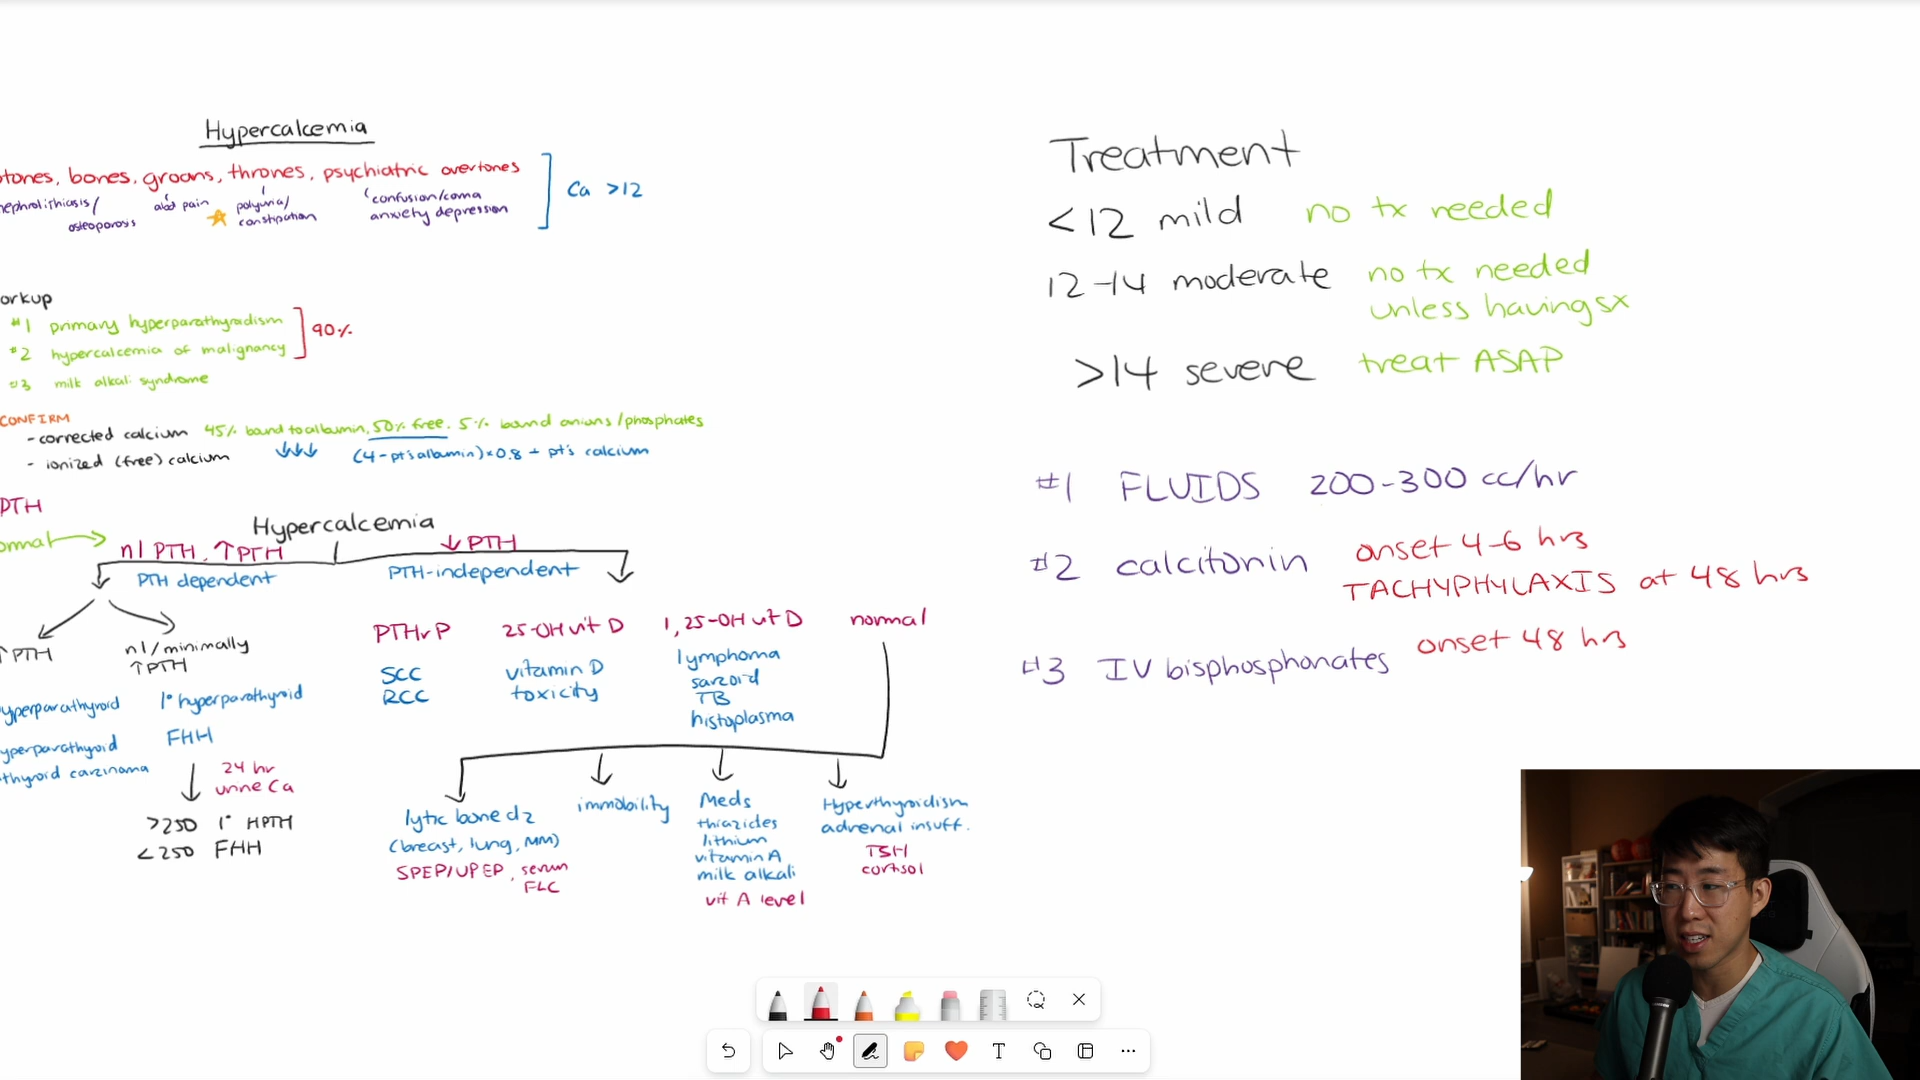 Hypercalcemia
tones, bones, groans, thrones, psychiatric overtones
nephrolithiasis/
osteoporosis
abd pain
polyuria/
constipation
confusion/coma
anxiety depression
Ca >12
orkup
#1 primary hyperparathyroidism
#2 hypercalcemia of malignancy
90%
#3 milk alkali syndrome
CONFIRM
- corrected calcium 45% bound to albumin, 50% free. 5% bound anions/phosphates
- ionized (free) calcium ↓↓↓ (4-pt's albumin)×0.8 + pt's calcium
PTH
ormal
Hypercalcemia
nl PTH, ↑PTH
↓PTH
PTH dependent
PTH-independent
↑PTH
nl/minimally
↑PTH
yperparathyroid
yperparathyroid
thyroid carcinoma
1° hyperparathyroid
FHH
24 hr
urine Ca
>250 1° HPTH
<250 FHH
PTHrP
SCC
RCC
25-OH vit D
vitamin D
toxicity
1,25-OH vit D
lymphoma
sarcoid
TB
histoplasma
normal
lytic bone dz
(breast, lung, MM)
SPEP/UPEP, serum
FLC
immobility
Meds
thiazides
lithium
vitamin A
milk alkali
vit A level
Hyperthyroidism
adrenal insuff.
TSH
cortisol
Treatment
<12 mild no tx needed
12-14 moderate no tx needed
unless having sx
>14 severe treat ASAP
#1 FLUIDS 200-300 cc/hr
#2 calcitonin onset 4-6 hrs
TACHYPHYLAXIS at 48 hrs
#3 IV bisphosphonates onset 48 hrs
T